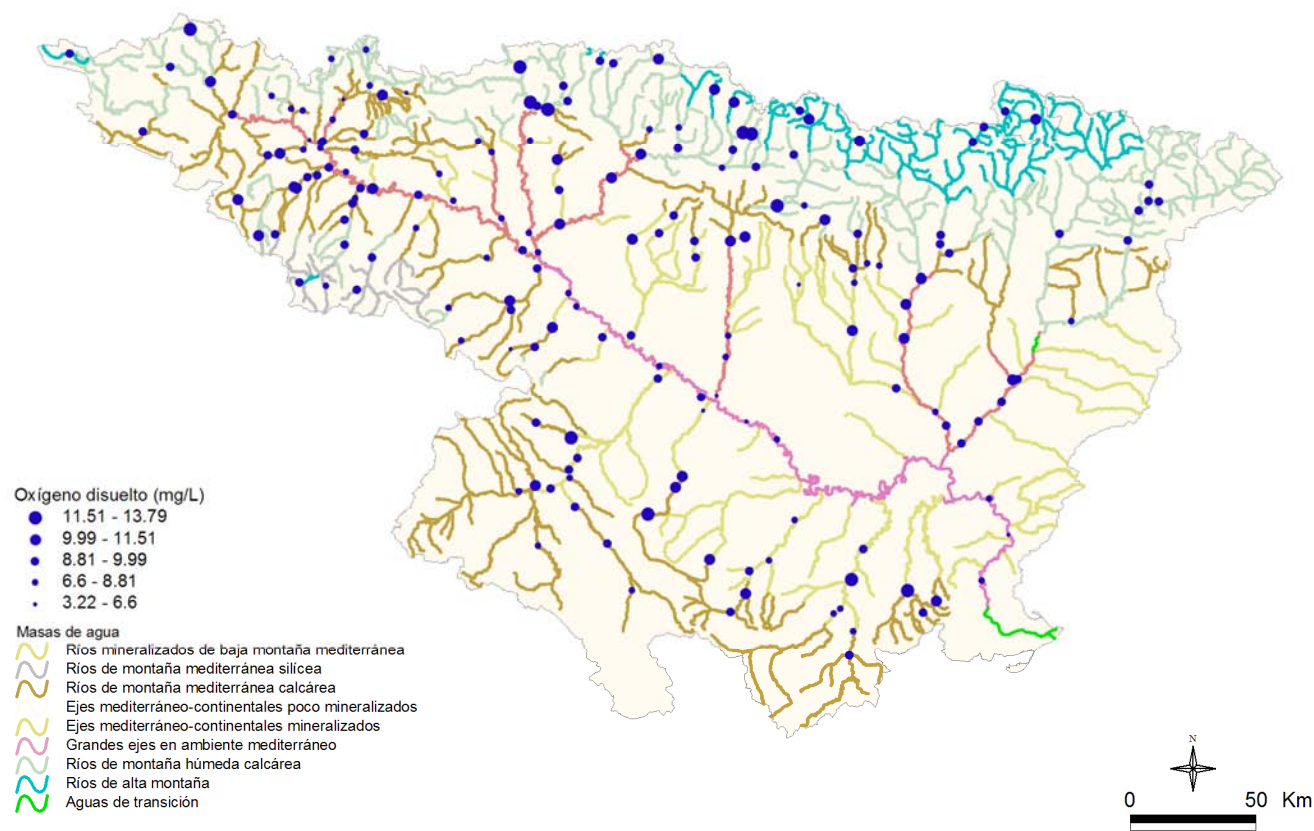 Oxígeno disuelto (mg/L)
11.51 - 13.79
9.99 - 11.51
8.81 - 9.99
6.6 - 8.81
3.22 - 6.6
Masas de agua
Ríos mineralizados de baja montaña mediterránea
Ríos de montaña mediterránea silícea
Ríos de montaña mediterránea calcárea
Ejes mediterráneo-continentales poco mineralizados
Ejes mediterráneo-continentales mineralizados
Grandes ejes en ambiente mediterráneo
Ríos de montaña húmeda calcárea
Ríos de alta montaña
Aguas de transición
N
0 50 Km